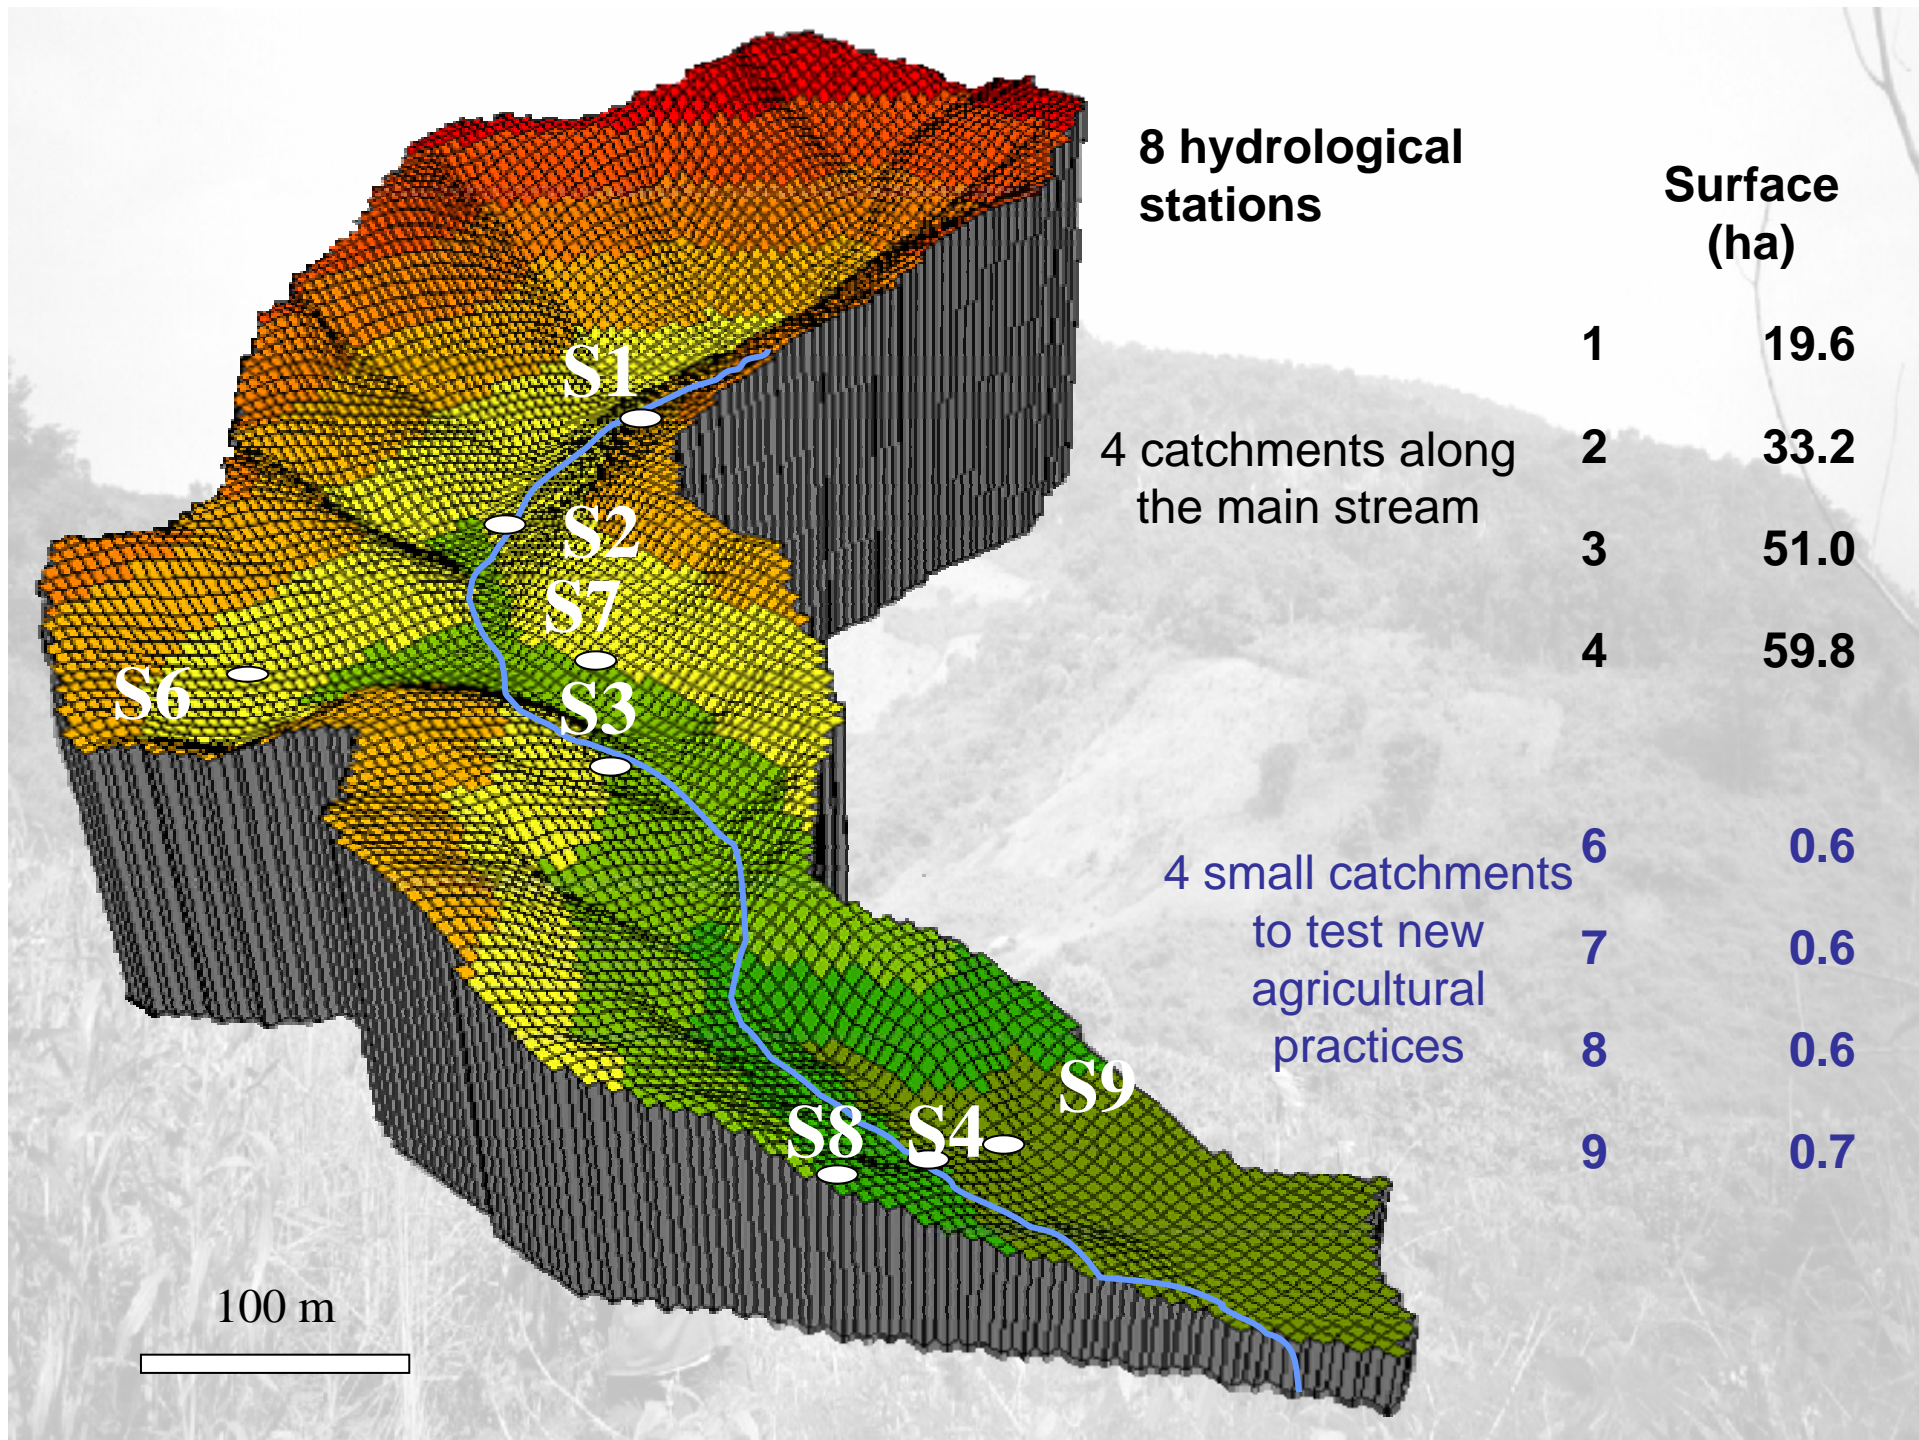 8 hydrological
stations
Surface
(ha)
4 catchments along
the main stream
1 19.6
2 33.2
3 51.0
4 59.8
4 small catchments
to test new
agricultural
practices
6 0.6
7 0.6
8 0.6
9 0.7
S1
S2
S7
S6
S3
S9
S8
S4
100 m